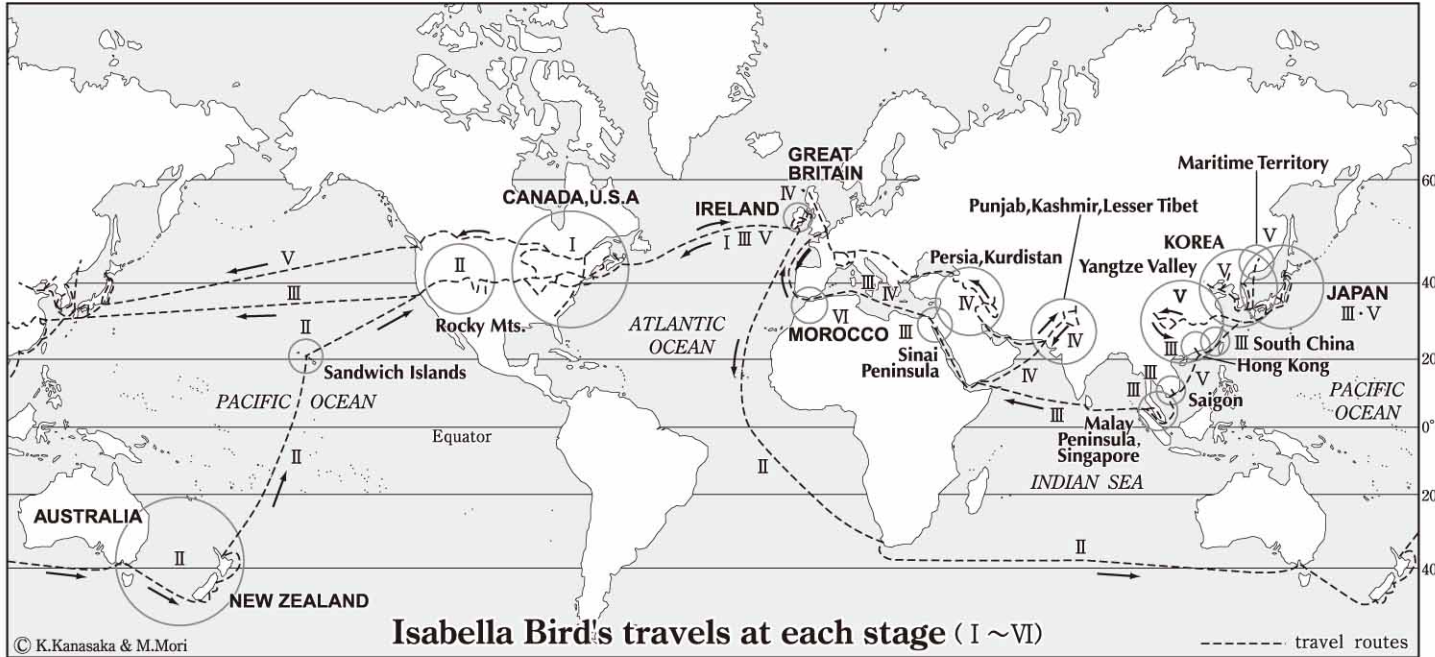 GREAT
BRITAIN
Maritime Territory
60
CANADA,U.S.A
IV
IRELAND
Punjab,Kashmir,Lesser Tibet
I
I III V
V
KOREA
V
II
Persia,Kurdistan
Yangtze Valley
V
40
III
IV
IV
V
JAPAN
III
III・V
Rocky Mts.
ATLANTIC
OCEAN
VI
MOROCCO
III
IV
III
III
South China
II
Sinai
Peninsula
IV
Hong Kong
20
Sandwich Islands
III
V
PACIFIC OCEAN
III
Saigon
PACIFIC
OCEAN
III
Equator
Malay
Peninsula,
Singapore
0°
II
II
INDIAN SEA
20
AUSTRALIA
II
II
40
NEW ZEALAND
Isabella Bird's travels at each stage (I～VI)
© K.Kanasaka & M.Mori
travel routes